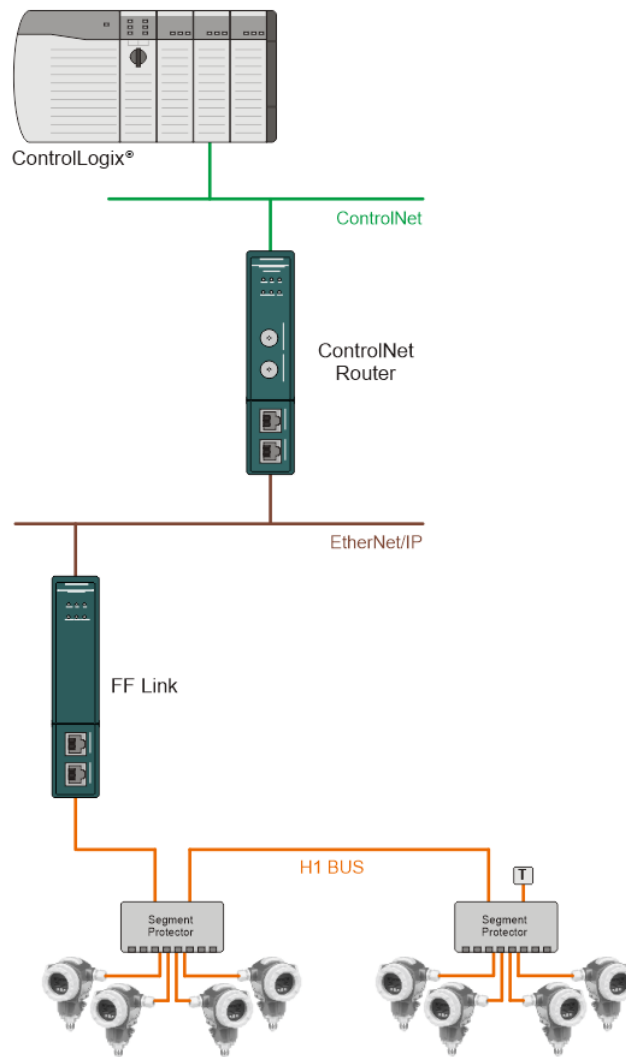 ControlLogix®
ControlNet
ControlNet
Router
EtherNet/IP
FF Link
H1 BUS
T
Segment
Protector
Segment
Protector